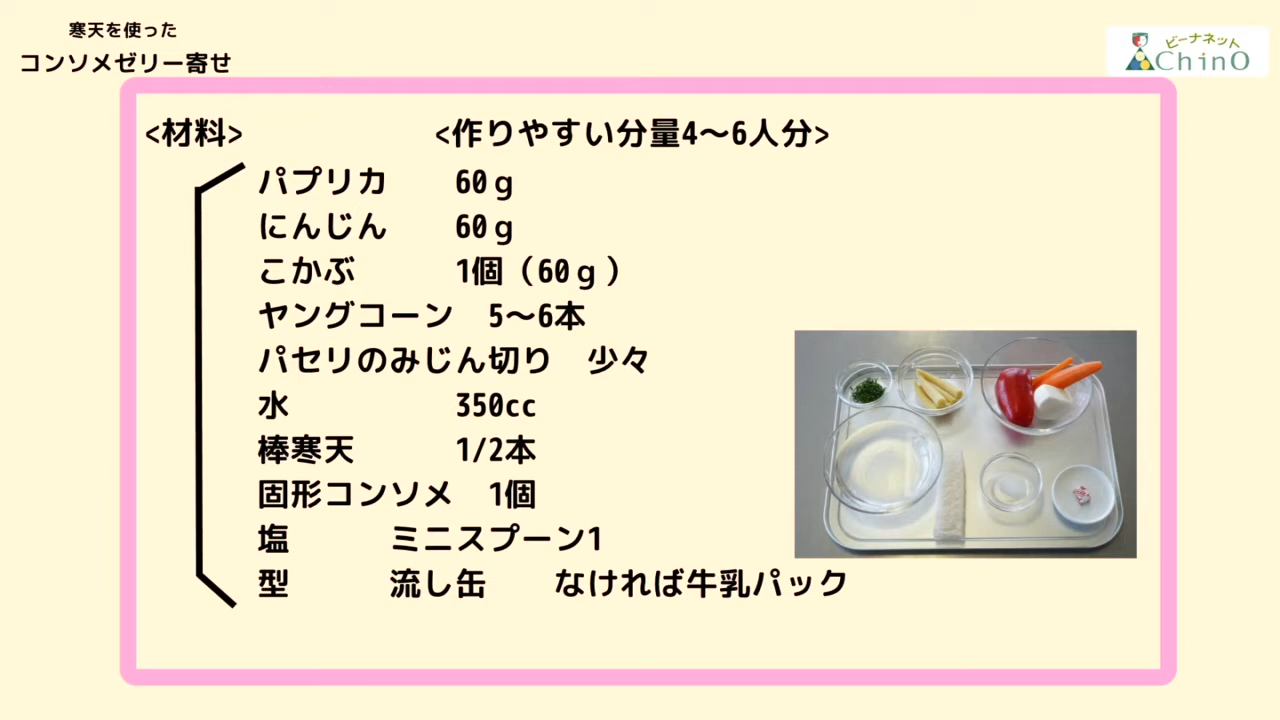 寒天を使った
コンソメゼリー寄せ
ビーナネット
ChinO
<材料> <作りやすい分量4〜6人分>
パプリカ 60g
にんじん 60g
こかぶ 1個(60g)
ヤングコーン 5〜6本
パセリのみじん切り 少々
水 350cc
棒寒天 1/2本
固形コンソメ 1個
塩 ミニスプーン1
型 流し缶 なければ牛乳パック